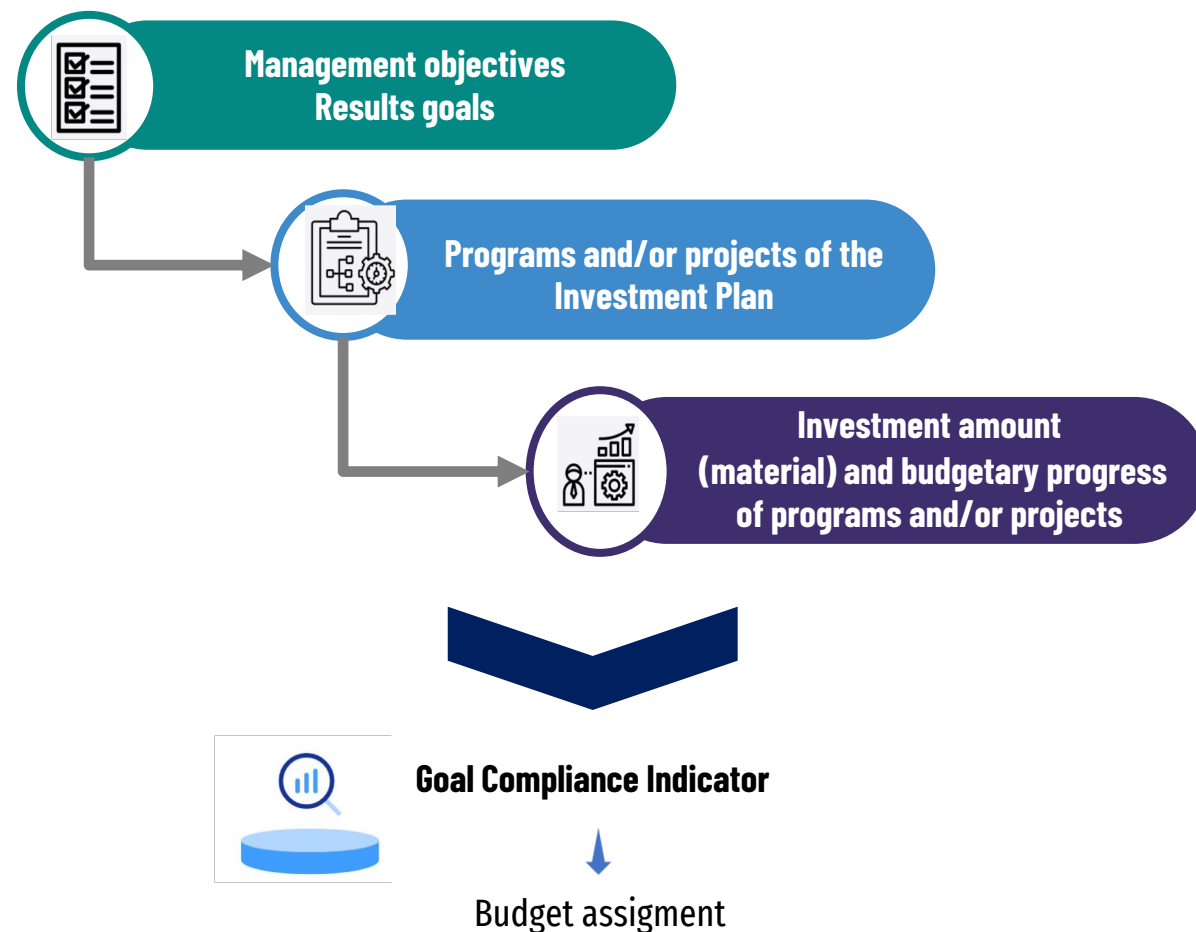 Management objectives
Results goals
Programs and/or projects of the
Investment Plan
Investment amount
(material) and budgetary progress
of programs and/or projects
Goal Compliance Indicator
Budget assigment